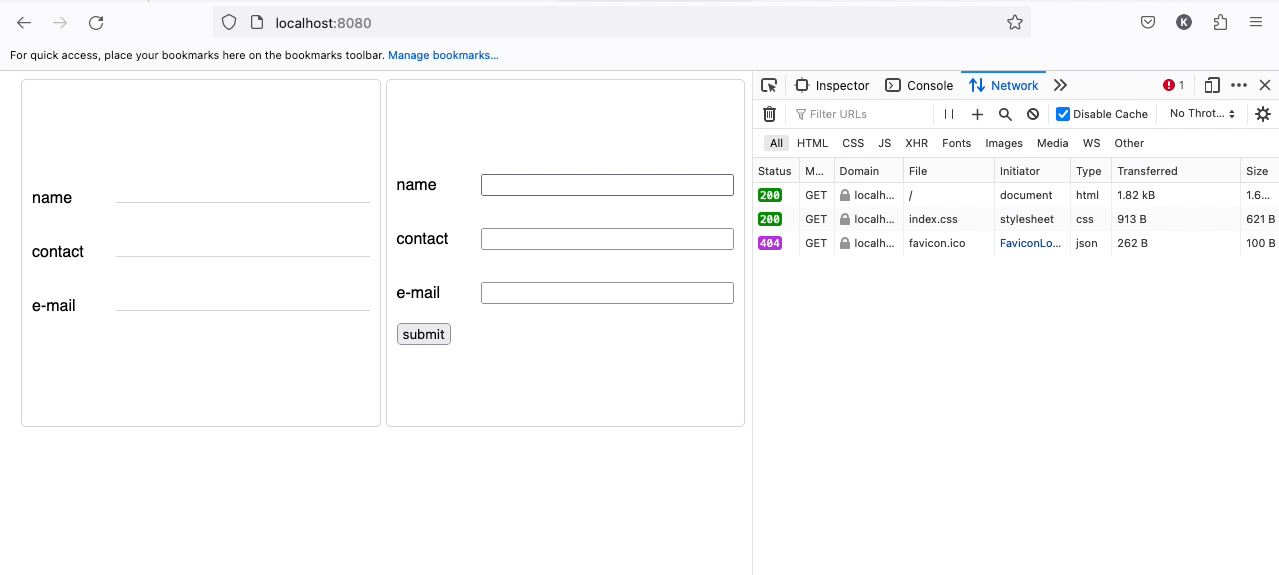 localhost:8080
K
For quick access, place your bookmarks here on the bookmarks toolbar. Manage bookmarks...
name
contact
e-mail
name
contact
e-mail
submit
Inspector Console Network 1
Filter URLs Disable Cache No Throt...
All HTML CSS JS XHR Fonts Images Media WS Other
Status M... Domain File Initiator Type Transferred Size
200 GET localh... / document html 1.82 kB 1.6...
200 GET localh... index.css stylesheet css 913 B 621 B
404 GET localh... favicon.ico FaviconLo... json 262 B 100 B